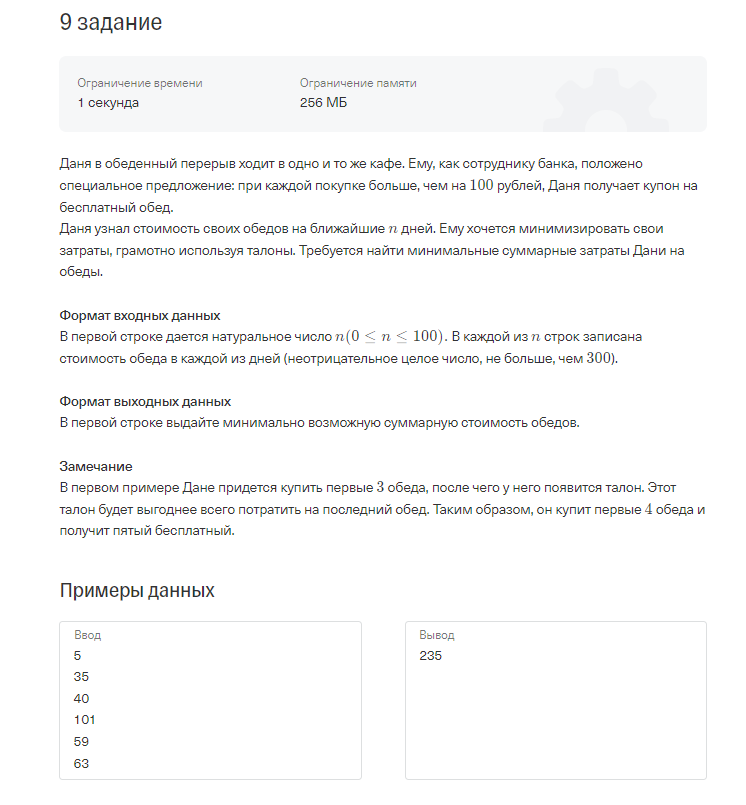 9 задание
Ограничение времени
Ограничение памяти
1 секунда
256 МБ
Даня в обеденный перерыв ходит в одно и то же кафе. Ему, как сотруднику банка, положено
специальное предложение: при каждой покупке больше, чем на 100 рублей, Даня получает купон на
бесплатный обед.
Даня узнал стоимость своих обедов на ближайшие n дней. Ему хочется минимизировать свои
затраты, грамотно используя талоны. Требуется найти минимальные суммарные затраты Дани на
обеды.
Формат входных данных
В первой строке дается натуральное число n(0 ≤ n ≤ 100). В каждой из n строк записана
стоимость обеда в каждой из дней (неотрицательное целое число, не больше, чем 300).
Формат выходных данных
В первой строке выдайте минимально возможную суммарную стоимость обедов.
Замечание
В первом примере Дане придется купить первые 3 обеда, после чего у него появится талон. Этот
талон будет выгоднее всего потратить на последний обед. Таким образом, он купит первые 4 обеда и
получит пятый бесплатный.
Примеры данных
Ввод
5
35
40
101
59
63
Вывод
235